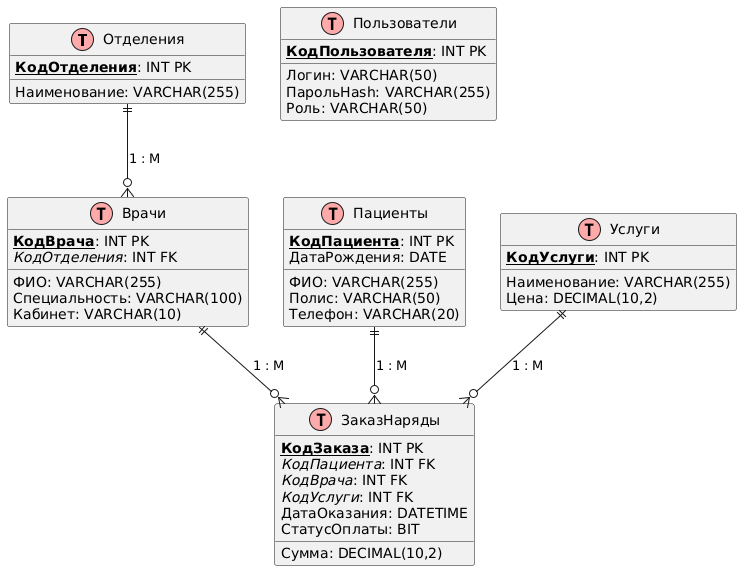 T Отделения
КодОтделения: INT PK
Наименование: VARCHAR(255)
T Пользователи
КодПользователя: INT PK
Логин: VARCHAR(50)
ПарольHash: VARCHAR(255)
Роль: VARCHAR(50)
1 : M
T Врачи
КодВрача: INT PK
КодОтделения: INT FK
ФИО: VARCHAR(255)
Специальность: VARCHAR(100)
Кабинет: VARCHAR(10)
T Пациенты
КодПациента: INT PK
ДатаРождения: DATE
ФИО: VARCHAR(255)
Полис: VARCHAR(50)
Телефон: VARCHAR(20)
T Услуги
КодУслуги: INT PK
Наименование: VARCHAR(255)
Цена: DECIMAL(10,2)
1 : M
1 : M
1 : M
T ЗаказНаряды
КодЗаказа: INT PK
КодПациента: INT FK
КодВрача: INT FK
КодУслуги: INT FK
ДатаОказания: DATETIME
СтатусОплаты: BIT
Сумма: DECIMAL(10,2)